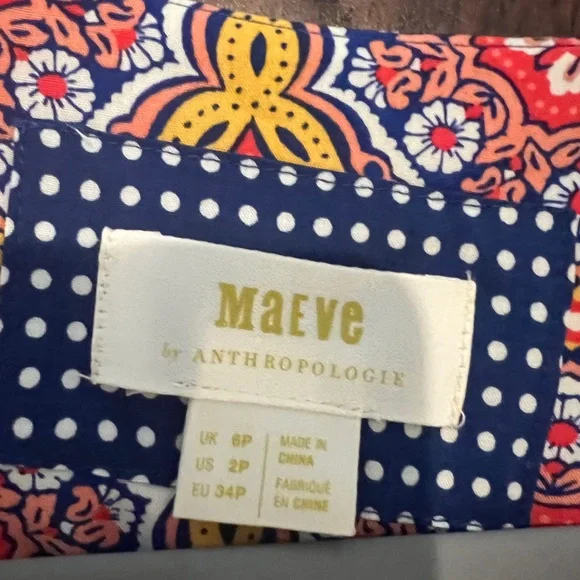 MaEve
by ANTHROPOLOGIE
UK 6P
US 2P
EU 34P
MADE IN
CHINA
FABRIQUÉ
EN CHINE